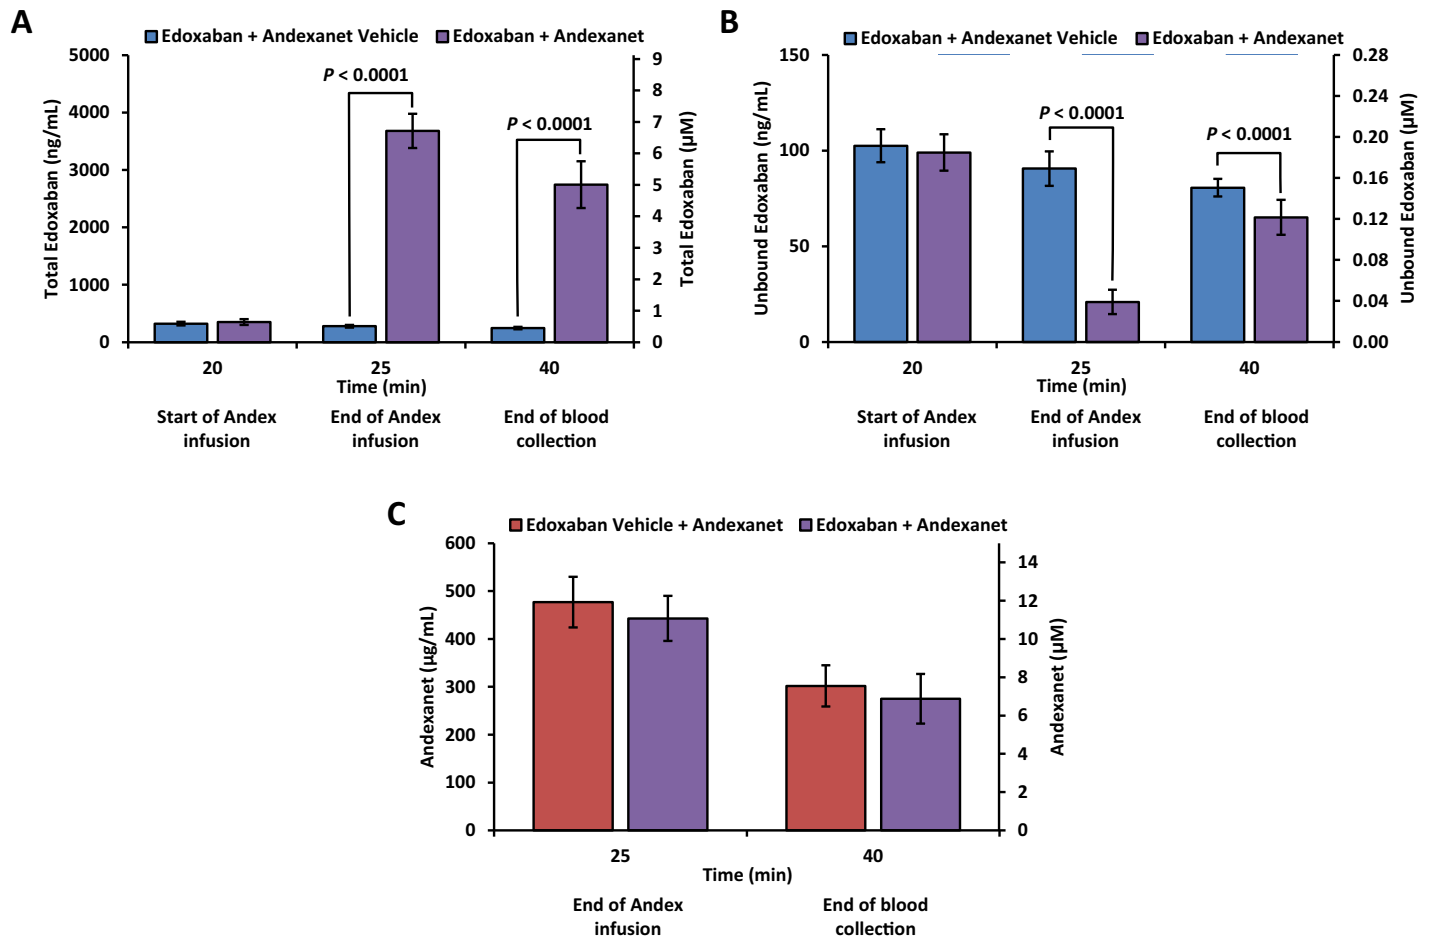 A
Edoxaban + Andexanet Vehicle
Edoxaban + Andexanet
5000
4000
3000
2000
1000
0
Total Edoxaban (ng/mL)
9
8
7
6
5
4
3
2
1
0
Total Edoxaban (µM)
P < 0.0001
P < 0.0001
20
25
40
Time (min)
Start of Andex
infusion
End of Andex
infusion
End of blood
collection
B
Edoxaban + Andexanet Vehicle
Edoxaban + Andexanet
150
100
50
0
Unbound Edoxaban (ng/mL)
0.28
0.24
0.20
0.16
0.12
0.08
0.04
0.00
Unbound Edoxaban (µM)
P < 0.0001
P < 0.0001
20
25
40
Time (min)
Start of Andex
infusion
End of Andex
infusion
End of blood
collection
C
Edoxaban Vehicle + Andexanet
Edoxaban + Andexanet
600
500
400
300
200
100
0
Andexanet (µg/mL)
14
12
10
8
6
4
2
0
Andexanet (µM)
25
40
Time (min)
End of Andex
infusion
End of blood
collection